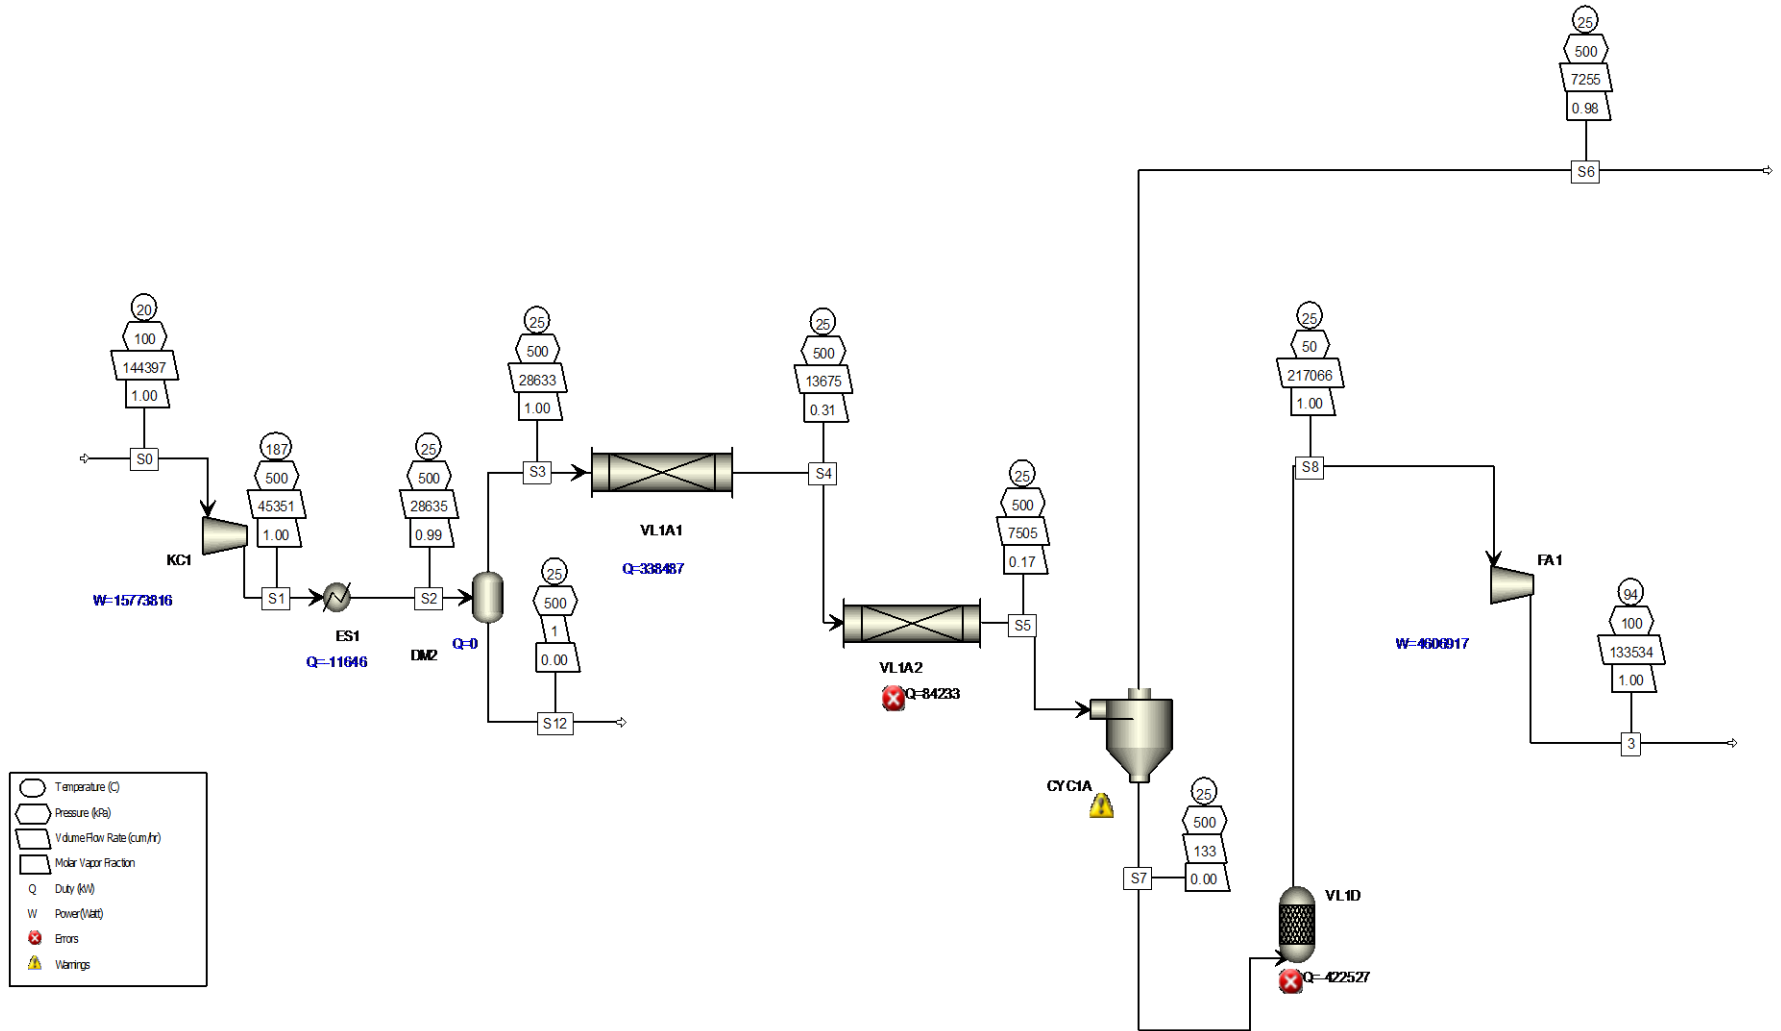 25
500
7255
0.98
S6
20
100
144397
1.00
S0
KC1
W=15773816
187
500
45351
1.00
S1
ES1
Q=-11646
25
500
28635
0.99
S2
DM2
Q=0
25
500
28633
1.00
S3
25
500
1
0.00
S12
VL1A1
Q=338487
25
500
13675
0.31
S4
VL1A2
Q=84233
25
500
7505
0.17
S5
CYC1A
25
500
133
0.00
S7
25
50
217066
1.00
S8
VL1D
Q=-422527
FA1
W=4606917
94
100
133534
1.00
3
Temperature (C)
Pressure (kPa)
Volume Flow Rate (cum/hr)
Molar Vapor Fraction
Q Duty (kW)
W Power(Watt)
Errors
Warnings